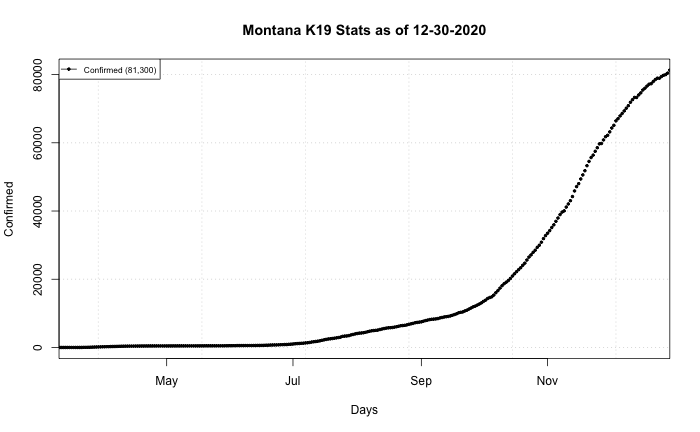 Montana K19 Stats as of 12-30-2020
Confirmed (81,300)
80000
60000
40000
20000
0
Confirmed
May Jul Sep Nov
Days